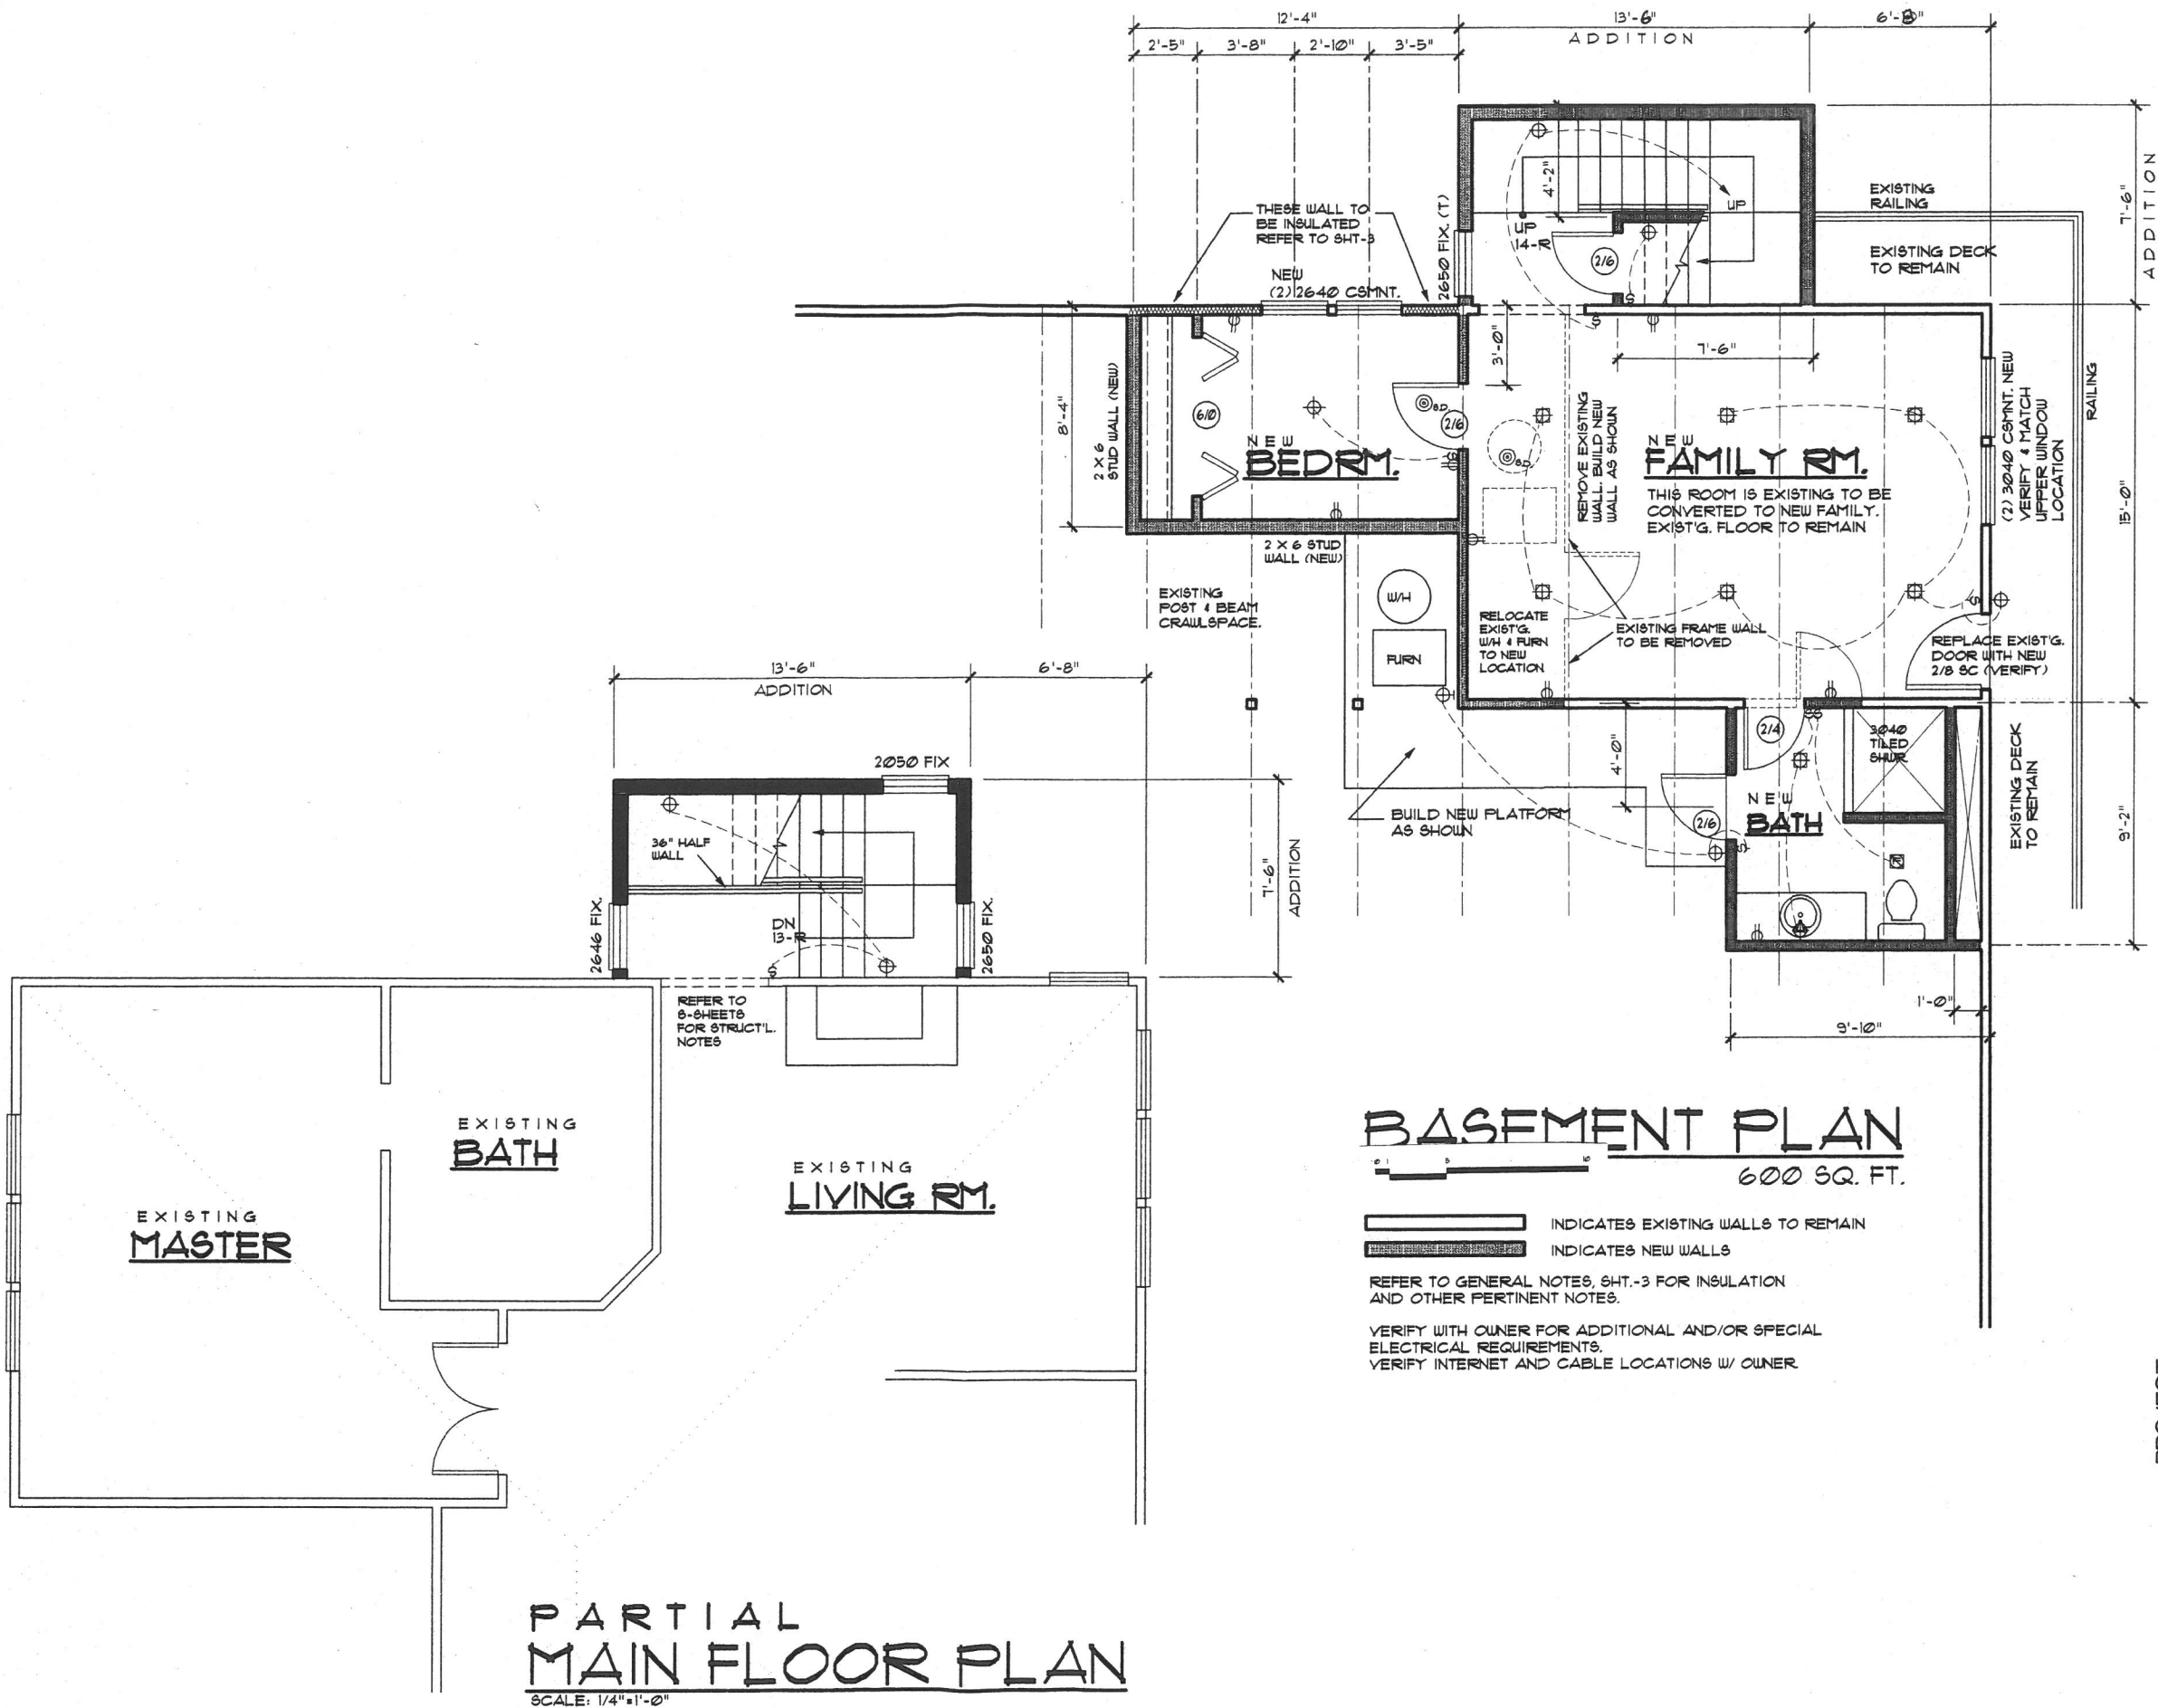 12'-4"
13'-6"
6'-8"
ADDITION
2'-5"
3'-8"
2'-10"
3'-5"
7'-6"
ADDITION
EXISTING
RAILING
EXISTING DECK
TO REMAIN
THESE WALL TO
BE INSULATED
REFER TO SHT-3
NEW
(2) 2640 CSMNT.
2650 FIX. (T)
4'-2"
UP
UP
14-R
2/6
3'-0"
7'-6"
8'-4"
2 X 6
STUD WALL (NEW)
6/0
S.D.
2/6
NEW
BEDRM.
S.D.
REMOVE EXISTING
WALL. BUILD NEW
WALL AS SHOWN
NEW
FAMILY RM.
THIS ROOM IS EXISTING TO BE
CONVERTED TO NEW FAMILY.
EXIST'G. FLOOR TO REMAIN
(2) 3040 CSMNT. NEW
VERIFY & MATCH
UPPER WINDOW
LOCATION
RAILING
15'-0"
2 X 6 STUD
WALL (NEW)
EXISTING
POST & BEAM
CRAWLSPACE.
W/H
FURN
RELOCATE
EXIST'G.
W/H & FURN
TO NEW
LOCATION
EXISTING FRAME WALL
TO BE REMOVED
REPLACE EXIST'G.
DOOR WITH NEW
2/8 SC (VERIFY)
2/4
3040
TILED
SHWR
4'-0"
BUILD NEW PLATFORM
AS SHOWN
2/6
NEW
BATH
EXISTING DECK
TO REMAIN
9'-2"
1'-0"
9'-10"
13'-6"
6'-8"
ADDITION
2050 FIX
36" HALF
WALL
7'-6"
ADDITION
2646 FIX.
DN
13-R
2650 FIX.
REFER TO
S-SHEETS
FOR STRUCT'L.
NOTES
EXISTING
BATH
EXISTING
MASTER
EXISTING
LIVING RM.
BASEMENT PLAN
600 SQ. FT.
INDICATES EXISTING WALLS TO REMAIN
INDICATES NEW WALLS
REFER TO GENERAL NOTES, SHT.-3 FOR INSULATION
AND OTHER PERTINENT NOTES.
VERIFY WITH OWNER FOR ADDITIONAL AND/OR SPECIAL
ELECTRICAL REQUIREMENTS.
VERIFY INTERNET AND CABLE LOCATIONS W/ OWNER
PARTIAL
MAIN FLOOR PLAN
SCALE: 1/4"=1'-0"